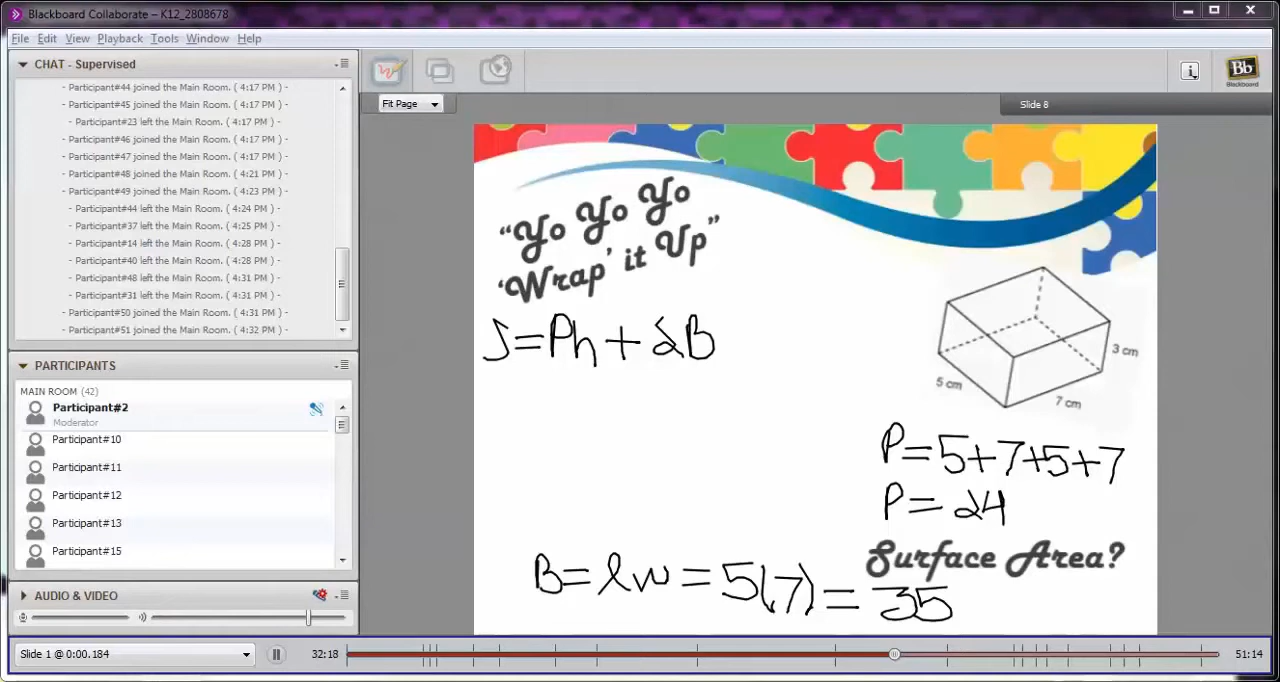 Blackboard Collaborate – K12_2808678
File Edit View Playback Tools Window Help
CHAT - Supervised
- Participant#44 joined the Main Room. ( 4:17 PM ) -
- Participant#45 joined the Main Room. ( 4:17 PM ) -
- Participant#23 left the Main Room. ( 4:17 PM ) -
- Participant#46 joined the Main Room. ( 4:17 PM ) -
- Participant#47 joined the Main Room. ( 4:17 PM ) -
- Participant#48 joined the Main Room. ( 4:21 PM ) -
- Participant#49 joined the Main Room. ( 4:23 PM ) -
- Participant#44 left the Main Room. ( 4:24 PM ) -
- Participant#37 left the Main Room. ( 4:25 PM ) -
- Participant#14 left the Main Room. ( 4:28 PM ) -
- Participant#40 left the Main Room. ( 4:28 PM ) -
- Participant#48 left the Main Room. ( 4:31 PM ) -
- Participant#31 left the Main Room. ( 4:31 PM ) -
- Participant#50 joined the Main Room. ( 4:31 PM ) -
- Participant#51 joined the Main Room. ( 4:32 PM ) -
PARTICIPANTS
MAIN ROOM (42)
Participant#2
Moderator
Participant#10
Participant#11
Participant#12
Participant#13
Participant#15
AUDIO & VIDEO
Slide 1 @ 0:00.184
32:18
51:14
Fit Page
Slide 8
Bb
Blackboard
"Yo Yo Yo
'Wrap' it Up"
S=Ph+2B
3 cm
5 cm
7 cm
P=5+7+5+7
P=24
Surface Area?
B=lw=5(7)=35